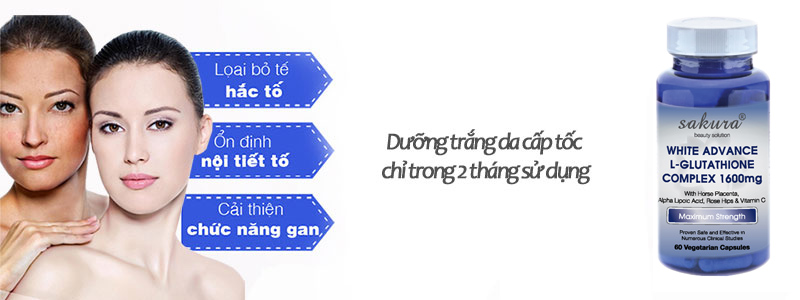 Loại bỏ tế
hắc tố
Ổn định
nội tiết tố
Cải thiện
chức năng gan
Dưỡng trắng da cấp tốc
chỉ trong 2 tháng sử dụng
sakura®
beauty solution
WHITE ADVANCE
L-GLUTATHIONE
COMPLEX 1600mg
With Horse Placenta,
Alpha Lipoic Acid, Rose Hips & Vitamin C
Maximum Strength
Proven Safe and Effective in
Numerous Clinical Studies
60 Vegetarian Capsules